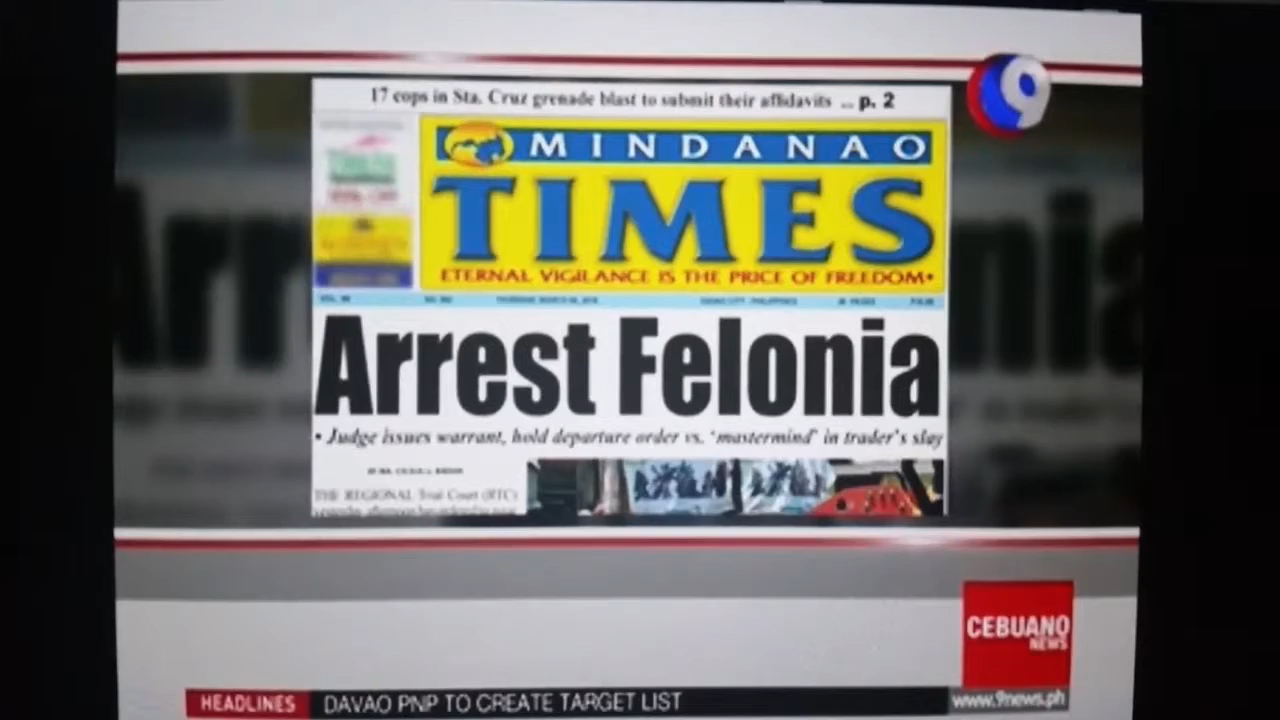 17 cops in Sta. Cruz grenade blast to submit their affidavits ... p. 2
9
MINDANAO
TIMES
ETERNAL VIGILANCE IS THE PRICE OF FREEDOM•
Arrest Felonia
• Judge issues warrant, hold departure order vs. 'mastermind' in trader's slay
THE REGIONAL Trial Court (RTC)
CEBUANO
NEWS
www.9news.ph
HEADLINES DAVAO PNP TO CREATE TARGET LIST